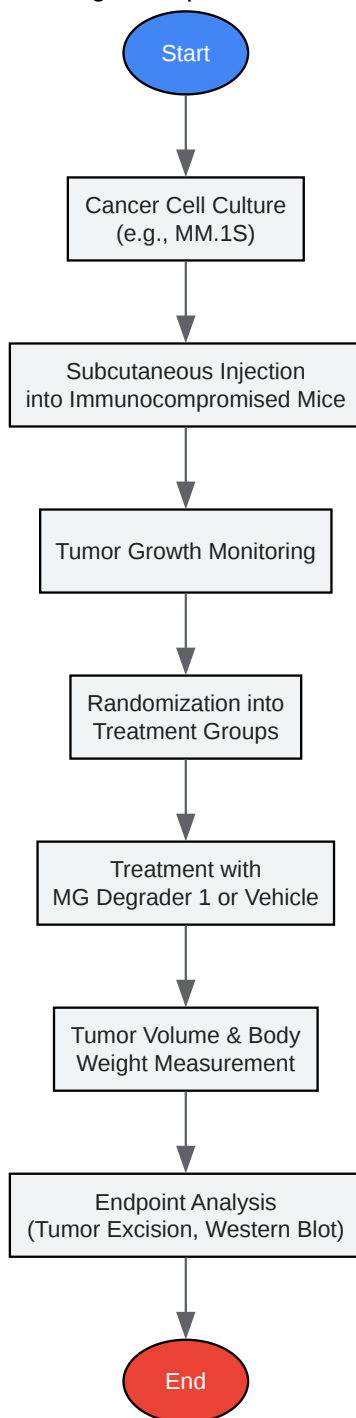 Start
Cancer Cell Culture
(e.g., MM.1S)
Subcutaneous Injection
into Immunocompromised Mice
Tumor Growth Monitoring
Randomization into
Treatment Groups
Treatment with
MG Degrader 1 or Vehicle
Tumor Volume & Body
Weight Measurement
Endpoint Analysis
(Tumor Excision, Western Blot)
End